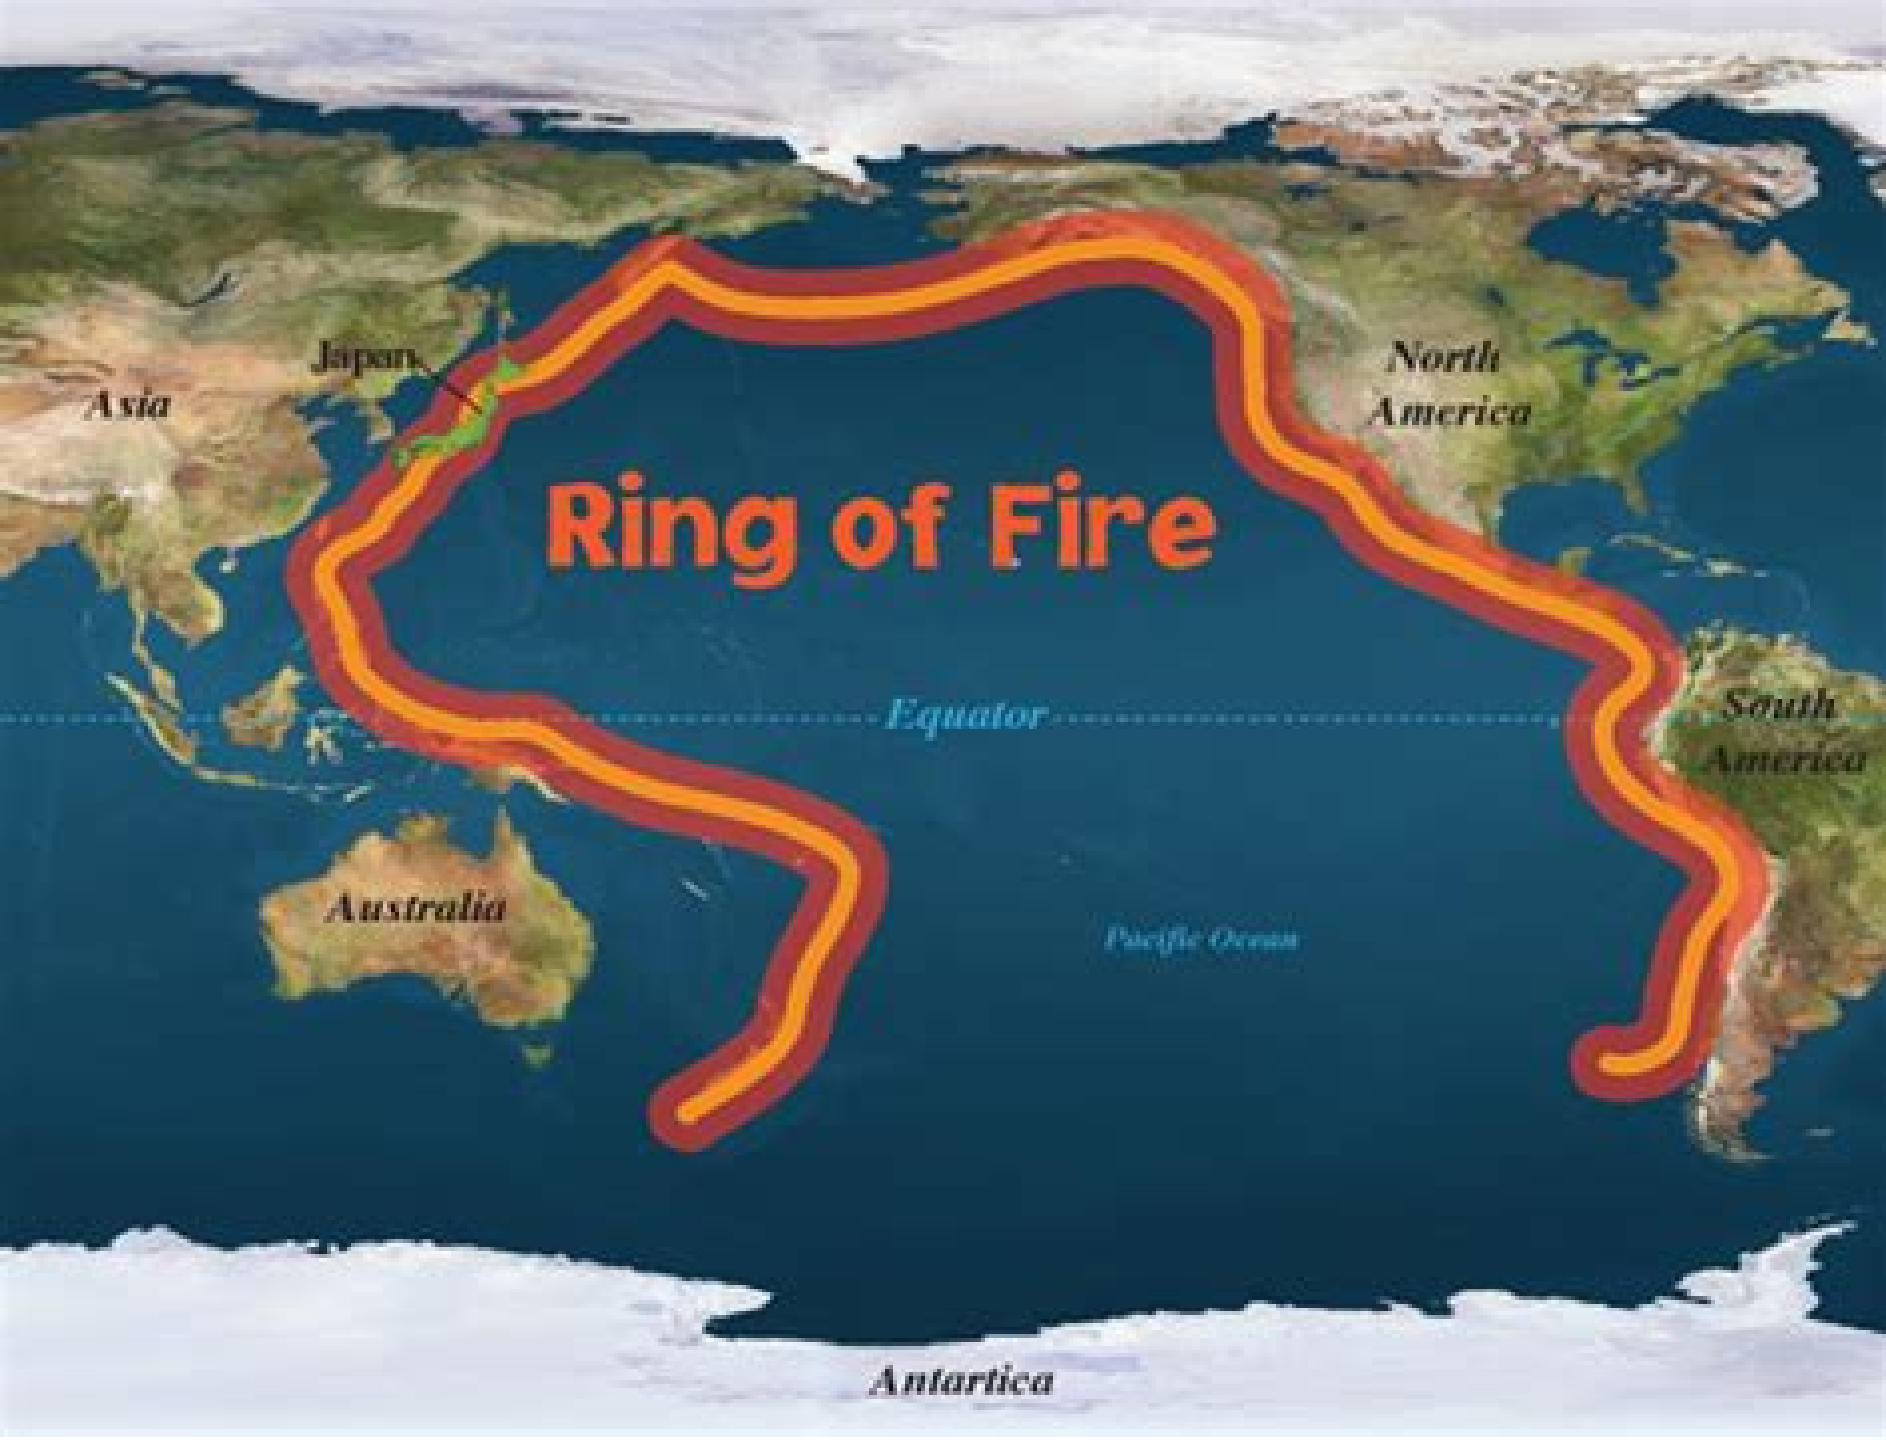 Japan
Asia
North
America
Ring of Fire
Equator
South
America
Australia
Pacific Ocean
Antartica